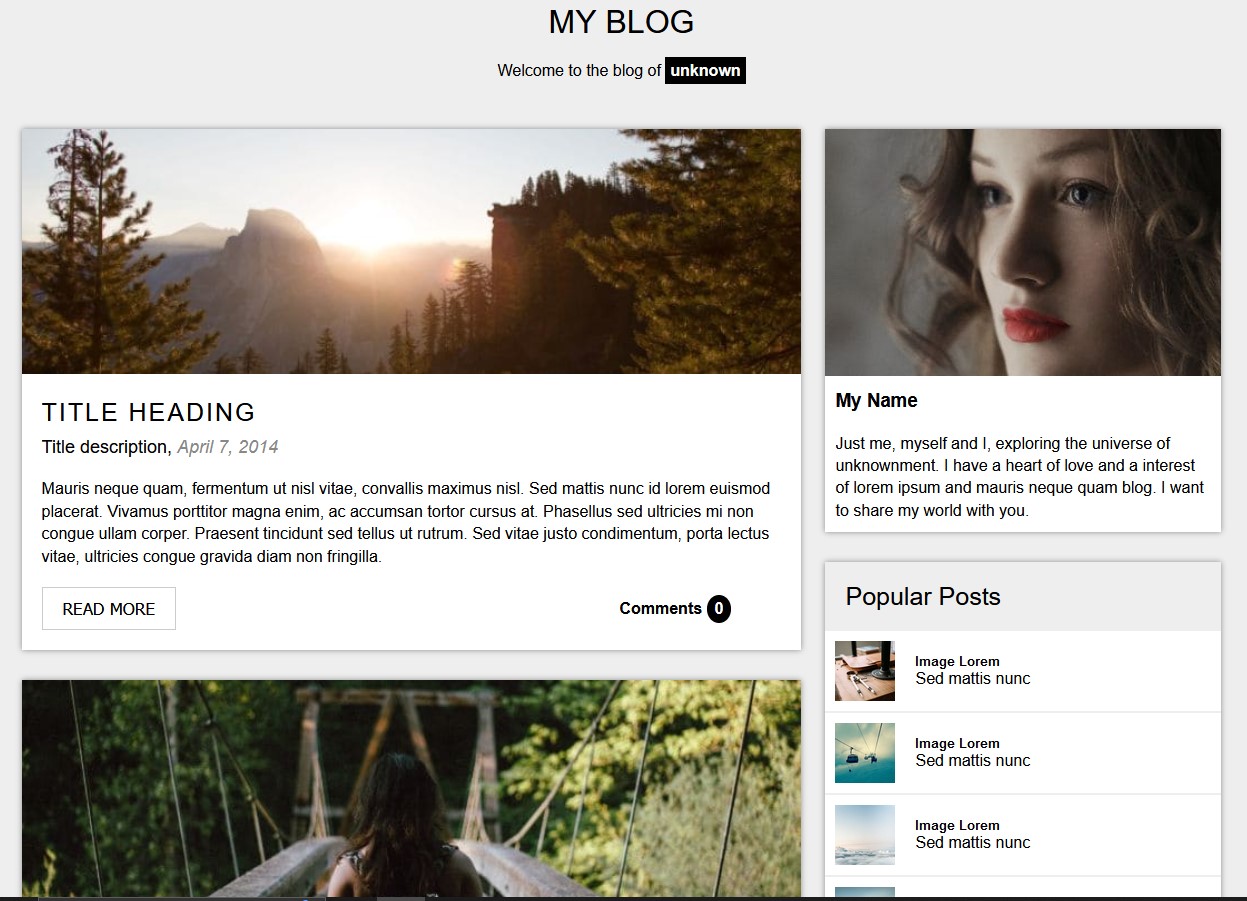 MY BLOG
Welcome to the blog of unknown
TITLE HEADING
Title description, April 7, 2014
Mauris neque quam, fermentum ut nisl vitae, convallis maximus nisl. Sed mattis nunc id lorem euismod
placerat. Vivamus porttitor magna enim, ac accumsan tortor cursus at. Phasellus sed ultricies mi non
congue ullam corper. Praesent tincidunt sed tellus ut rutrum. Sed vitae justo condimentum, porta lectus
vitae, ultricies congue gravida diam non fringilla.
READ MORE
Comments 0
My Name
Just me, myself and I, exploring the universe of
unknownment. I have a heart of love and a interest
of lorem ipsum and mauris neque quam blog. I want
to share my world with you.
Popular Posts
Image Lorem
Sed mattis nunc
Image Lorem
Sed mattis nunc
Image Lorem
Sed mattis nunc